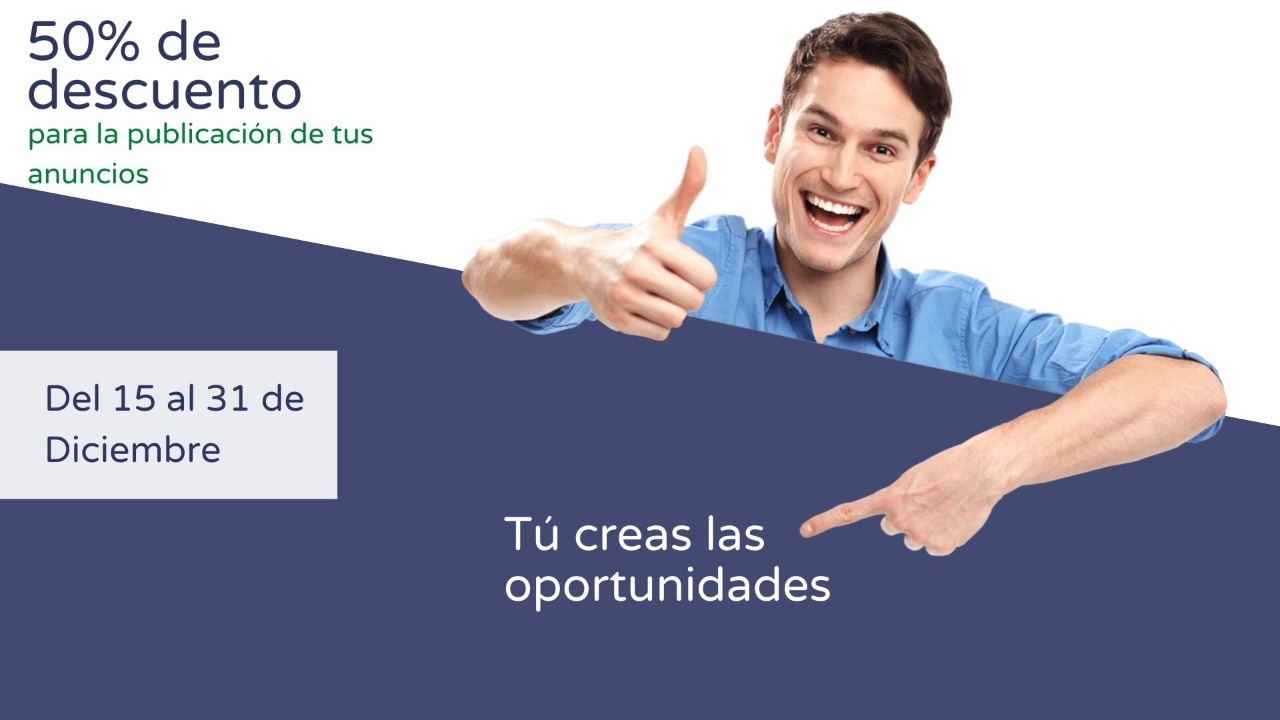 50% de
descuento
para la publicación de tus
anuncios
Del 15 al 31 de
Diciembre
Tú creas las
oportunidades